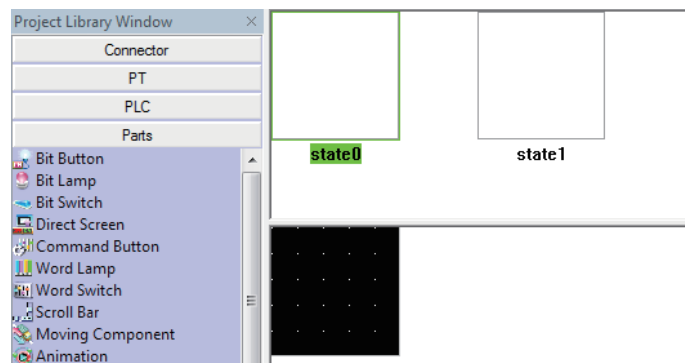 Project Library Window
Connector
PT
PLC
Parts
Bit Button
Bit Lamp
Bit Switch
Direct Screen
Command Button
Word Lamp
Word Switch
Scroll Bar
Moving Component
Animation
state0
state1